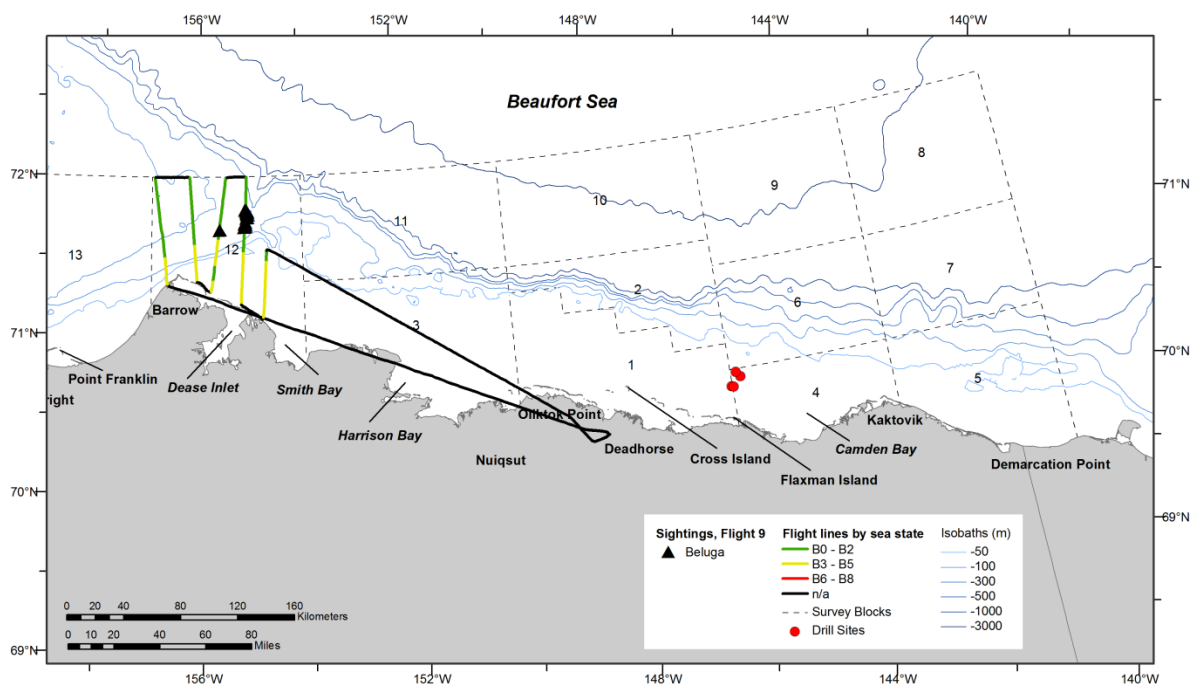 156°W
152°W
148°W
144°W
140°W
Beaufort Sea
8
72°N
71°N
9
10
11
13
12
7
2
6
Barrow
71°N
3
70°N
Point Franklin
1
5
right
Dease Inlet
Smith Bay
4
Oliktok Point
Kaktovik
Harrison Bay
Deadhorse
Camden Bay
Nuiqsut
Cross Island
Demarcation Point
Flaxman Island
70°N
69°N
Sightings, Flight 9
Beluga
Flight lines by sea state
B0 - B2
B3 - B5
B6 - B8
n/a
Survey Blocks
Drill Sites
Isobaths (m)
-50
-100
-300
-500
-1000
-3000
0 20 40 80 120 160
Kilometers
0 10 20 40 60 80
Miles
69°N
156°W
152°W
148°W
144°W
140°W